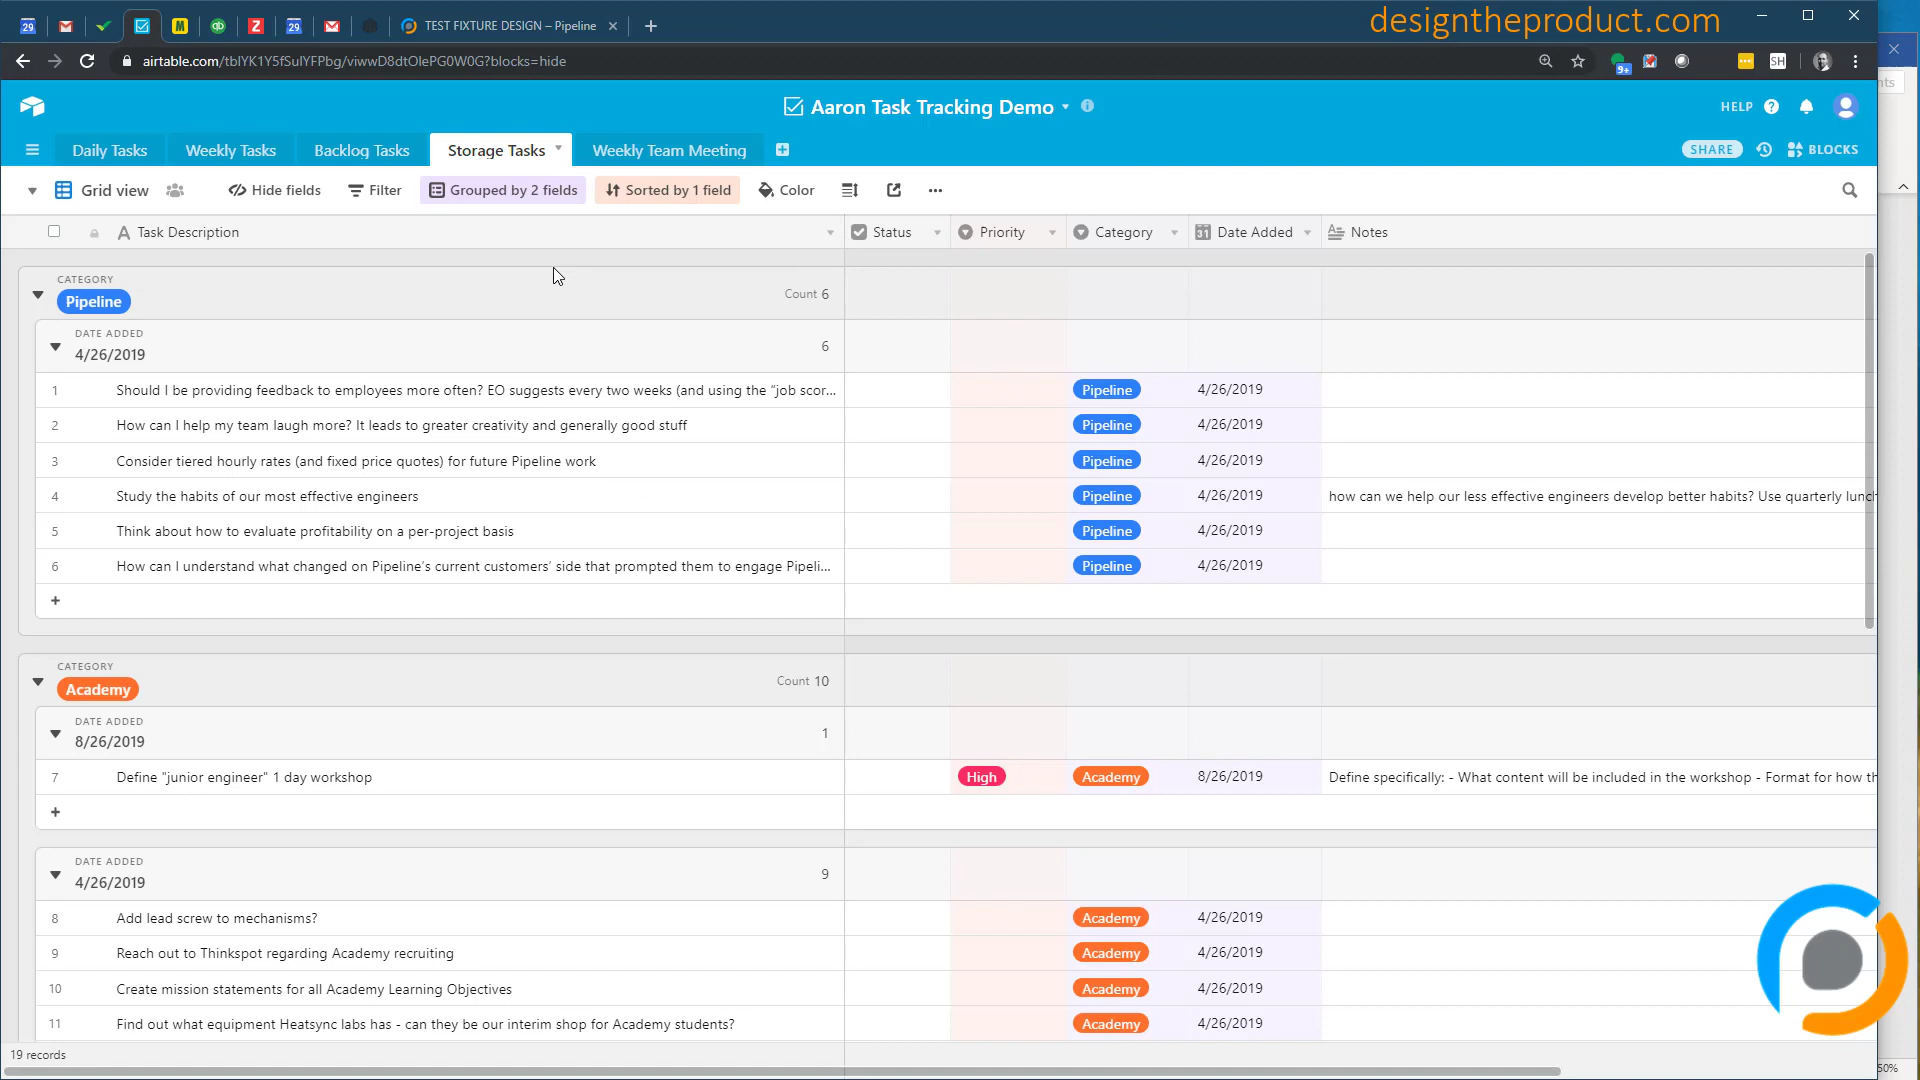 designtheproduct.com
29
M
29
TEST FIXTURE DESIGN – Pipeline
airtable.com/tblYK1Y5fSulYFPbg/viwwD8dtOlePG0W0G?blocks=hide
9+
SH
Aaron Task Tracking Demo
HELP
Daily Tasks
Weekly Tasks
Backlog Tasks
Storage Tasks
Weekly Team Meeting
SHARE
BLOCKS
Grid view
Hide fields
Filter
Grouped by 2 fields
Sorted by 1 field
Color
Task Description
Status
Priority
Category
31 Date Added
Notes
CATEGORY
Pipeline
Count 6
DATE ADDED
4/26/2019
6
1 Should I be providing feedback to employees more often? EO suggests every two weeks (and using the “job scor... Pipeline 4/26/2019
2 How can I help my team laugh more? It leads to greater creativity and generally good stuff Pipeline 4/26/2019
3 Consider tiered hourly rates (and fixed price quotes) for future Pipeline work Pipeline 4/26/2019
4 Study the habits of our most effective engineers Pipeline 4/26/2019 how can we help our less effective engineers develop better habits? Use quarterly lunch
5 Think about how to evaluate profitability on a per-project basis Pipeline 4/26/2019
6 How can I understand what changed on Pipeline’s current customers’ side that prompted them to engage Pipeli... Pipeline 4/26/2019
CATEGORY
Academy
Count 10
DATE ADDED
8/26/2019
1
7 Define "junior engineer" 1 day workshop High Academy 8/26/2019 Define specifically: - What content will be included in the workshop - Format for how th
DATE ADDED
4/26/2019
9
8 Add lead screw to mechanisms? Academy 4/26/2019
9 Reach out to Thinkspot regarding Academy recruiting Academy 4/26/2019
10 Create mission statements for all Academy Learning Objectives Academy 4/26/2019
11 Find out what equipment Heatsync labs has - can they be our interim shop for Academy students? Academy 4/26/2019
19 records
50%